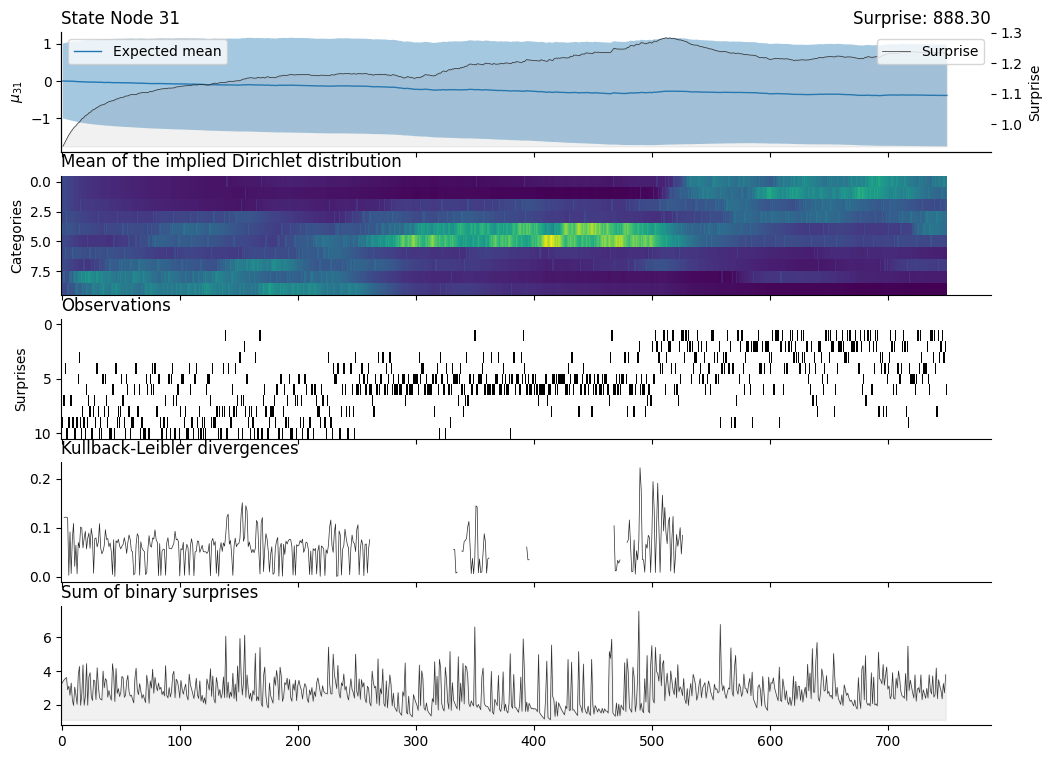 State Node 31
Surprise: 888.30
Expected mean
Surprise
1
0
−1
μ31
1.3
1.2
1.1
1.0
Surprise
Mean of the implied Dirichlet distribution
0.0
2.5
5.0
7.5
Categories
Observations
0
5
10
Surprises
Kullback-Leibler divergences
0.2
0.1
0.0
Sum of binary surprises
6
4
2
0 100 200 300 400 500 600 700